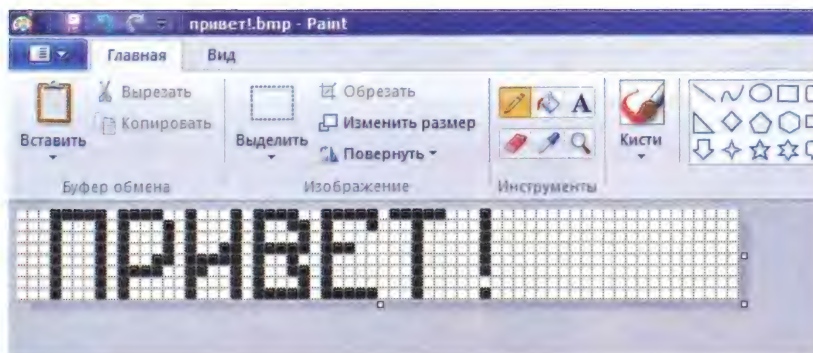 привет!.bmp - Paint
Главная Вид
Вставить
Вырезать
Копировать
Буфер обмена
Выделить
Обрезать
Изменить размер
Повернуть
Изображение
A
Инструменты
Кисти
ПРИВЕТ!